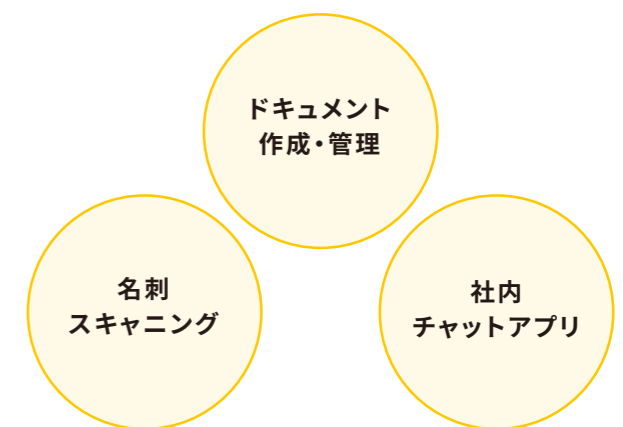 ドキュメント
作成・管理
名刺
スキャニング
社内
チャットアプリ